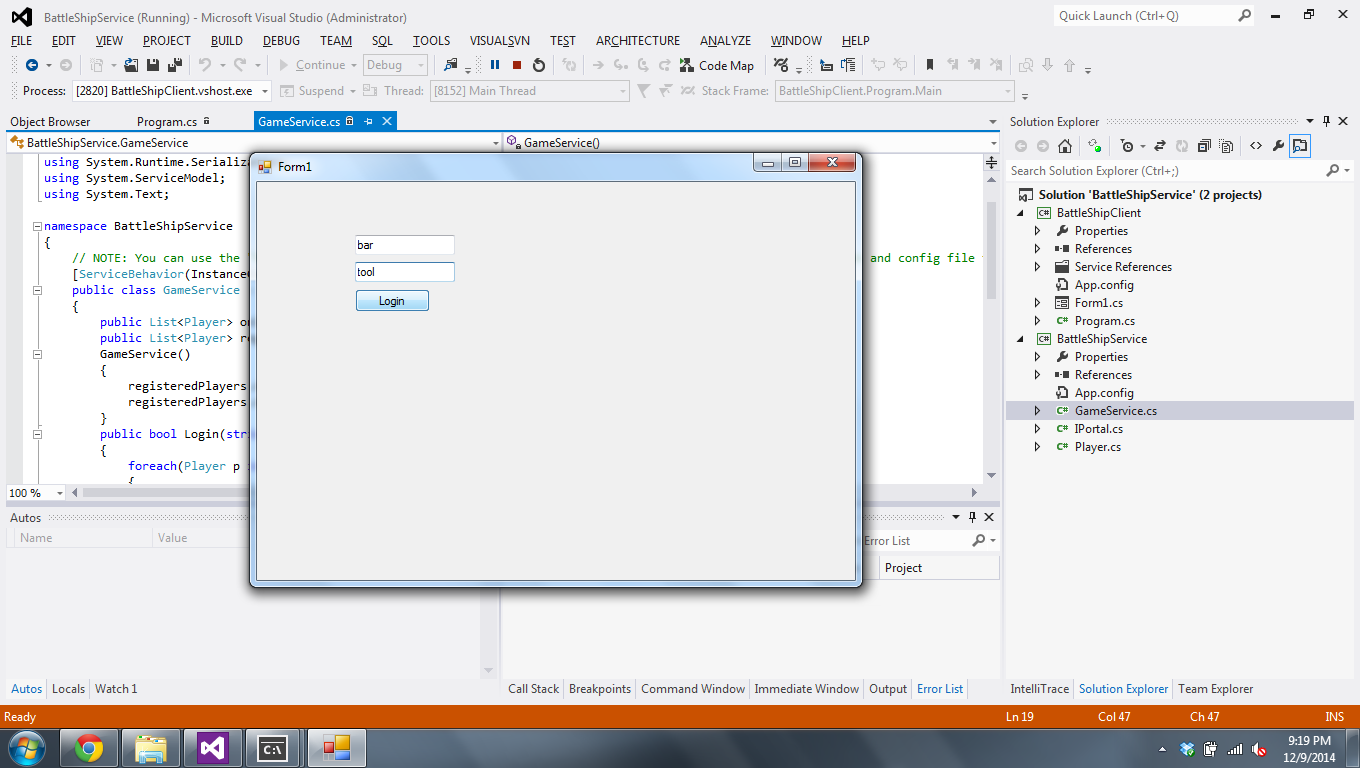 BattleShipService (Running) - Microsoft Visual Studio (Administrator)
Quick Launch (Ctrl+Q)
FILE EDIT VIEW PROJECT BUILD DEBUG TEAM SQL TOOLS VISUALSVN TEST ARCHITECTURE ANALYZE WINDOW HELP
Continue Debug Code Map
Process: [2820] BattleShipClient.vshost.exe Suspend Thread: [8152] Main Thread Stack Frame: BattleShipClient.Program.Main
Object Browser Program.cs GameService.cs
BattleShipService.GameService GameService()
using System.Runtime.Serializa
using System.ServiceModel;
using System.Text;
namespace BattleShipService
{
// NOTE: You can use the and config file
[ServiceBehavior(Instance
public class GameService
{
public List<Player>
public List<Player>
GameService()
{
registeredPlayers
registeredPlayers
}
public bool Login(str
{
foreach(Player p
{
100 %
Form1
bar
tool
Login
Solution Explorer
Search Solution Explorer (Ctrl+;)
Solution 'BattleShipService' (2 projects)
C# BattleShipClient
Properties
References
Service References
App.config
Form1.cs
C# Program.cs
C# BattleShipService
Properties
References
App.config
C# GameService.cs
C# IPortal.cs
C# Player.cs
Autos
Name Value
Error List
Project
Autos Locals Watch 1
Call Stack Breakpoints Command Window Immediate Window Output Error List
IntelliTrace Solution Explorer Team Explorer
Ready Ln 19 Col 47 Ch 47 INS
C:\
9:19 PM
12/9/2014